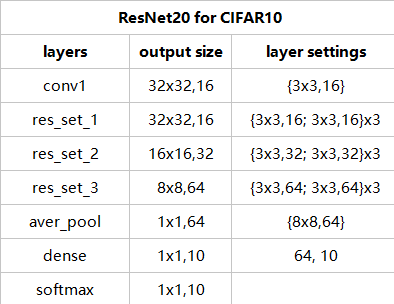 ResNet20 for CIFAR10
layers output size layer settings
conv1 32x32,16 {3x3,16}
res_set_1 32x32,16 {3x3,16; 3x3,16}x3
res_set_2 16x16,32 {3x3,32; 3x3,32}x3
res_set_3 8x8,64 {3x3,64; 3x3,64}x3
aver_pool 1x1,64 {8x8,64}
dense 1x1,10 64, 10
softmax 1x1,10